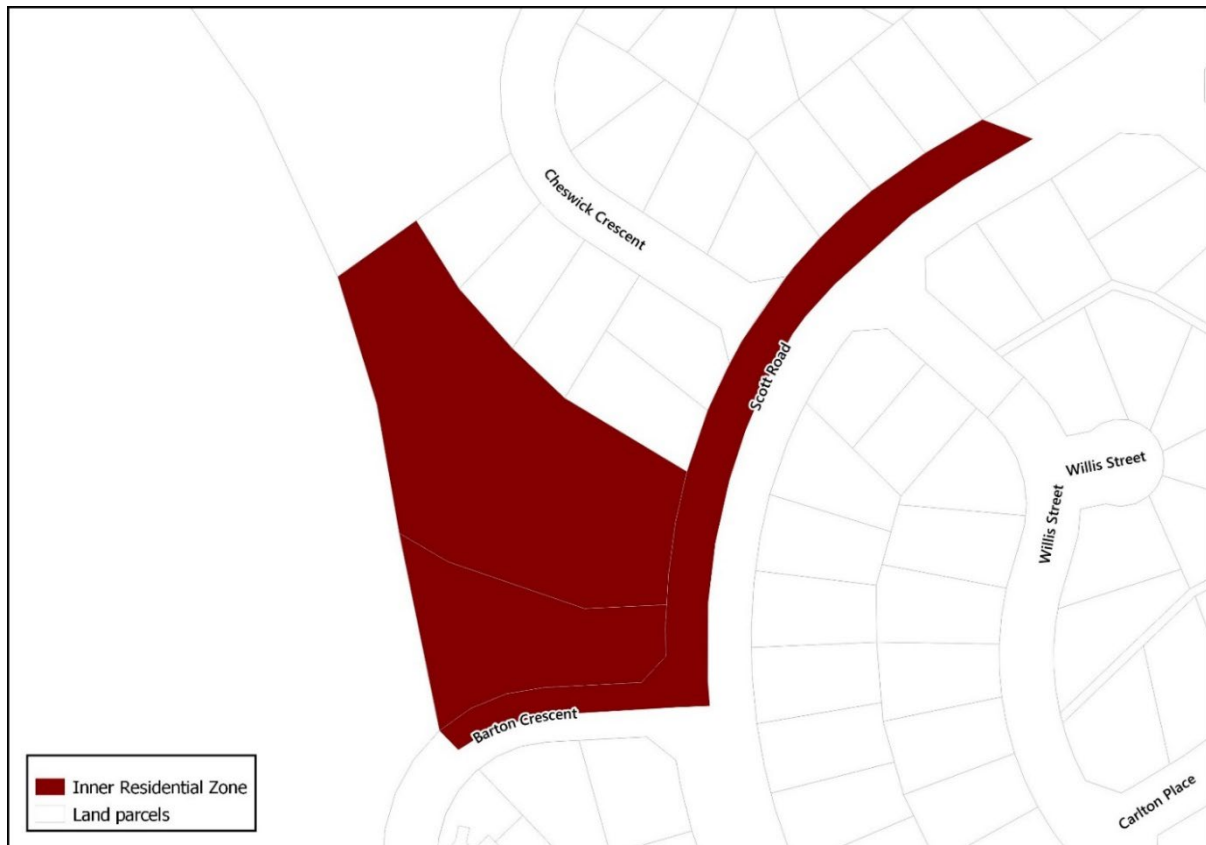 Cheswick Crescent
Scott Road
Willis Street
Willis Street
Barton Crescent
Carlton Place
Inner Residential Zone
Land parcels